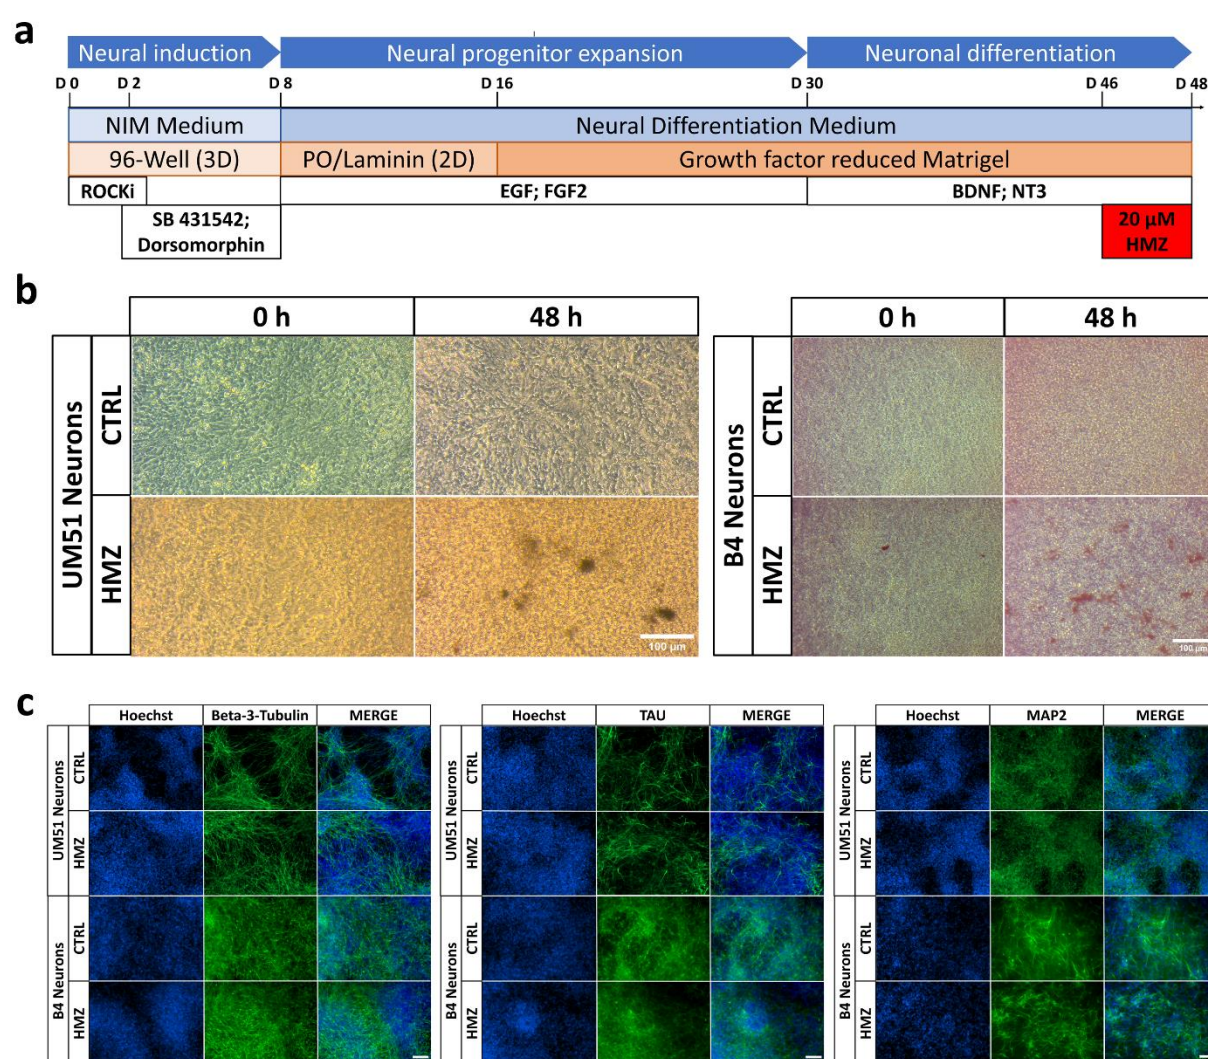 a
Neural induction
Neural progenitor expansion
Neuronal differentiation
D 0
D 2
D 8
D 16
D 30
D 46
D 48
NIM Medium
Neural Differentiation Medium
96-Well (3D)
PO/Laminin (2D)
Growth factor reduced Matrigel
ROCKi
EGF; FGF2
BDNF; NT3
SB 431542;
Dorsomorphin
20 µM
HMZ
b
0 h
48 h
UM51 Neurons
CTRL
HMZ
100 µm
0 h
48 h
B4 Neurons
CTRL
HMZ
100 µm
c
Hoechst
Beta-3-Tubulin
MERGE
UM51 Neurons
CTRL
HMZ
B4 Neurons
CTRL
HMZ
Hoechst
TAU
MERGE
UM51 Neurons
CTRL
HMZ
B4 Neurons
CTRL
HMZ
Hoechst
MAP2
MERGE
UM51 Neurons
CTRL
HMZ
B4 Neurons
CTRL
HMZ